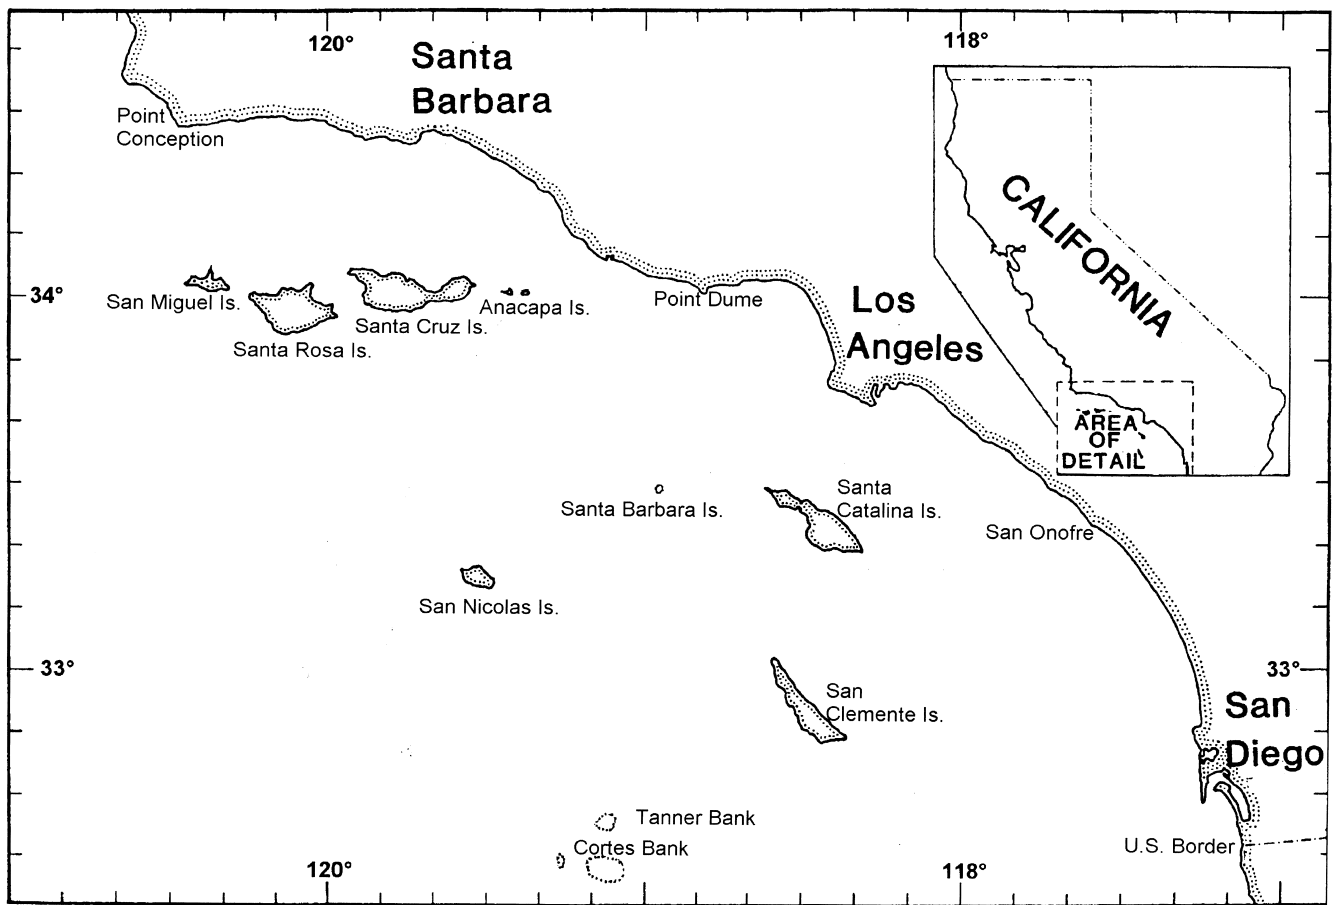 120°
118°
Santa
Barbara
Point
Conception
CALIFORNIA
34°
San Miguel Is.
Santa Rosa Is.
Santa Cruz Is.
Anacapa Is.
Point Dume
Los
Angeles
AREA
OF
DETAIL
Santa Barbara Is.
Santa
Catalina Is.
San Onofre
San Nicolas Is.
33°
33°
San
Clemente Is.
San
Diego
Tanner Bank
Cortes Bank
U.S. Border
120°
118°